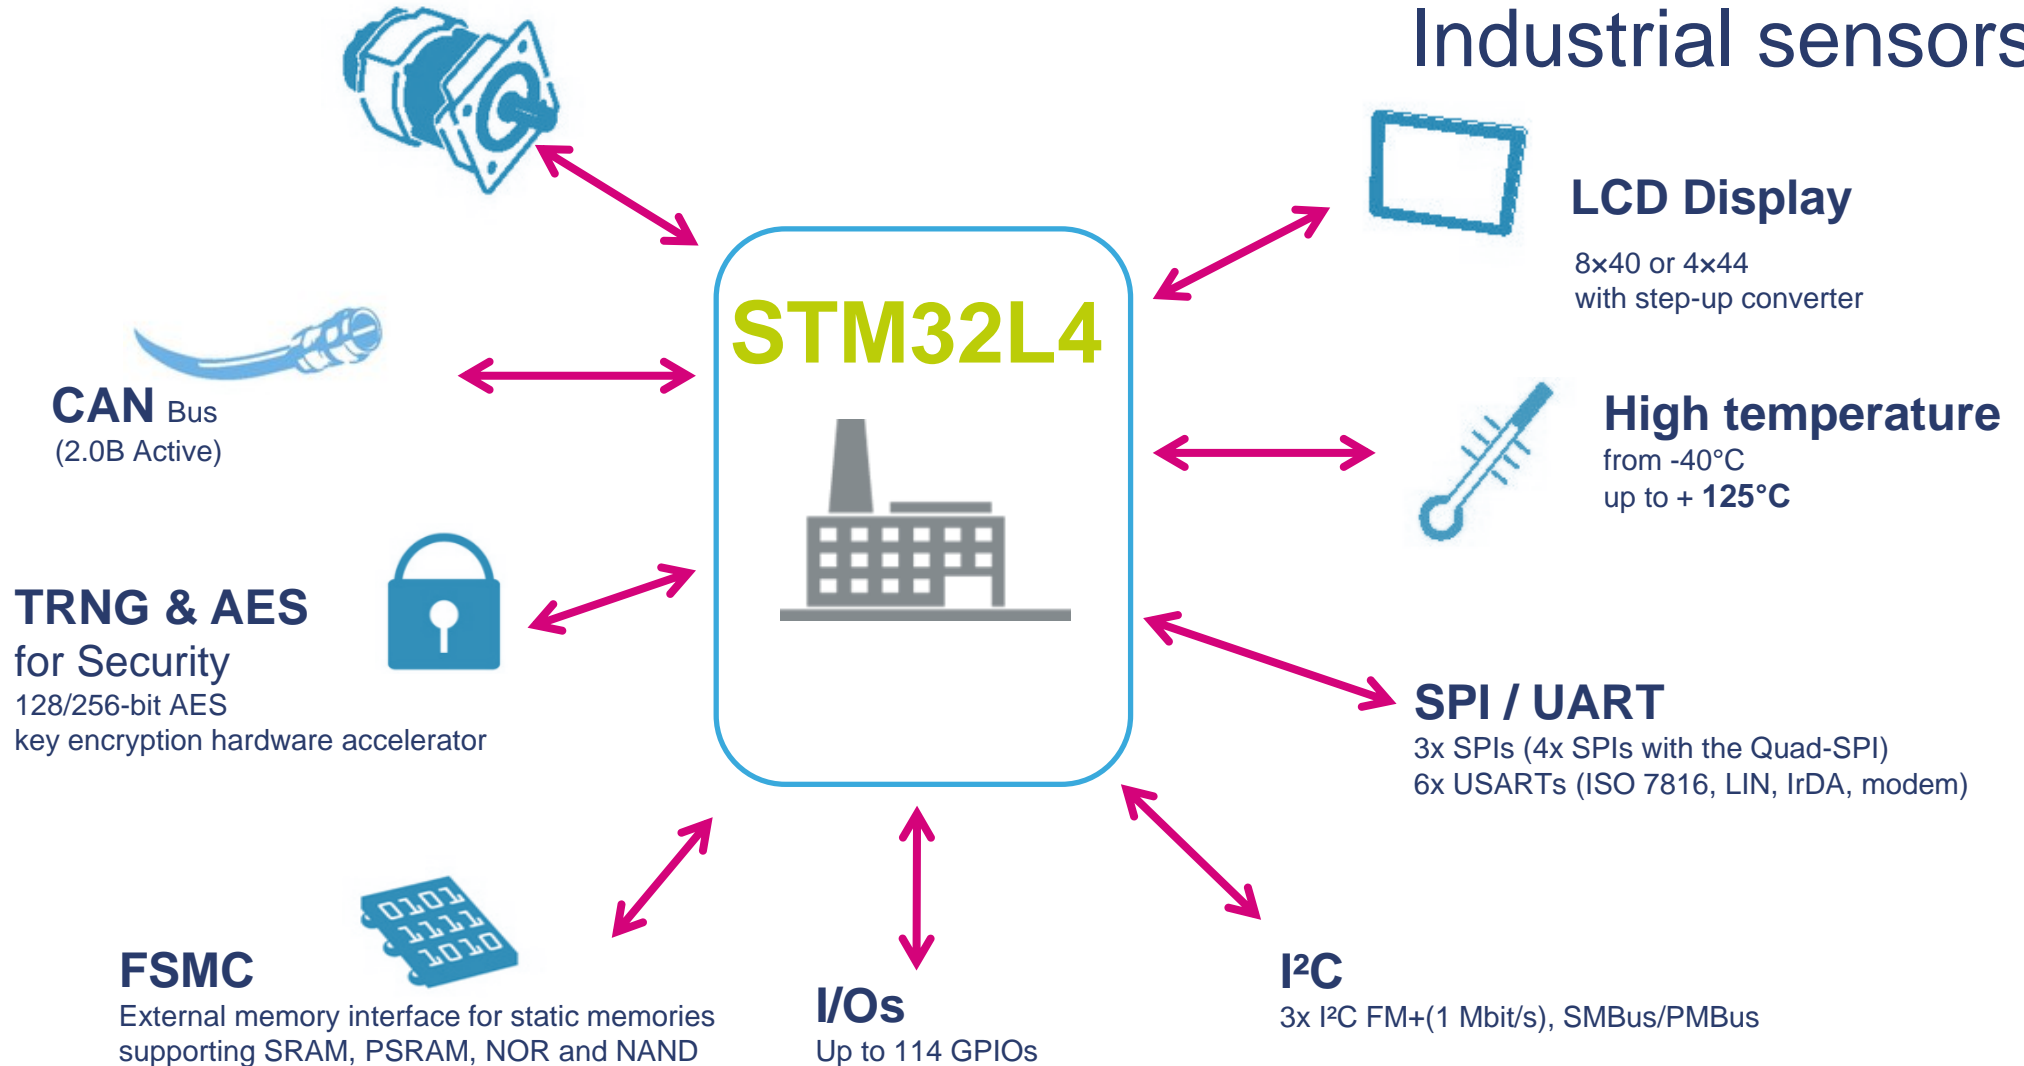 Industrial sensors
LCD Display
8×40 or 4×44
with step-up converter
STM32L4
CAN Bus
(2.0B Active)
High temperature
from -40°C
up to + 125°C
TRNG & AES
for Security
128/256-bit AES
key encryption hardware accelerator
SPI / UART
3x SPIs (4x SPIs with the Quad-SPI)
6x USARTs (ISO 7816, LIN, IrDA, modem)
0101
1111
1010
FSMC
External memory interface for static memories
supporting SRAM, PSRAM, NOR and NAND
I/Os
Up to 114 GPIOs
I²C
3x I²C FM+(1 Mbit/s), SMBus/PMBus